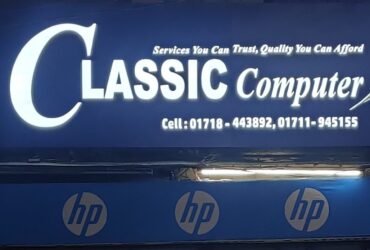 Services You Can Trust, Quality You Can Afford
CLASSIC Computer
Cell : 01718 - 443892, 01711- 945155
hp hp hp